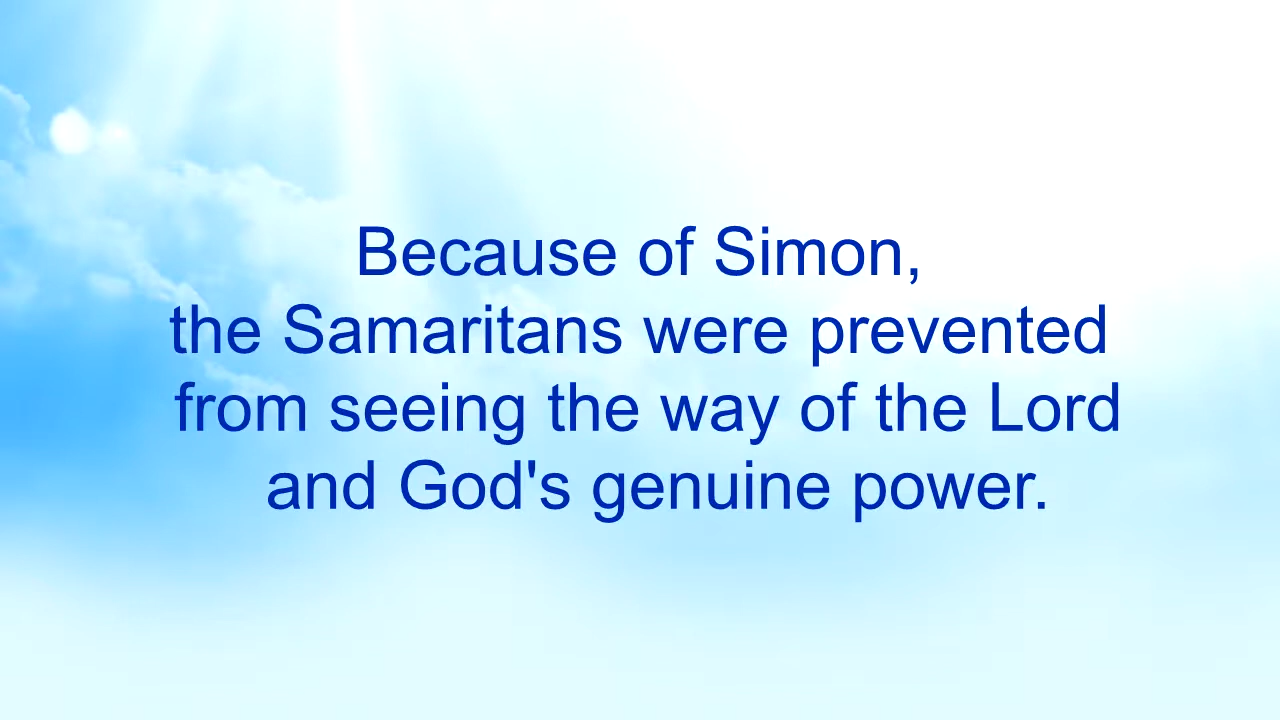 Because of Simon,
the Samaritans were prevented
from seeing the way of the Lord
and God's genuine power.